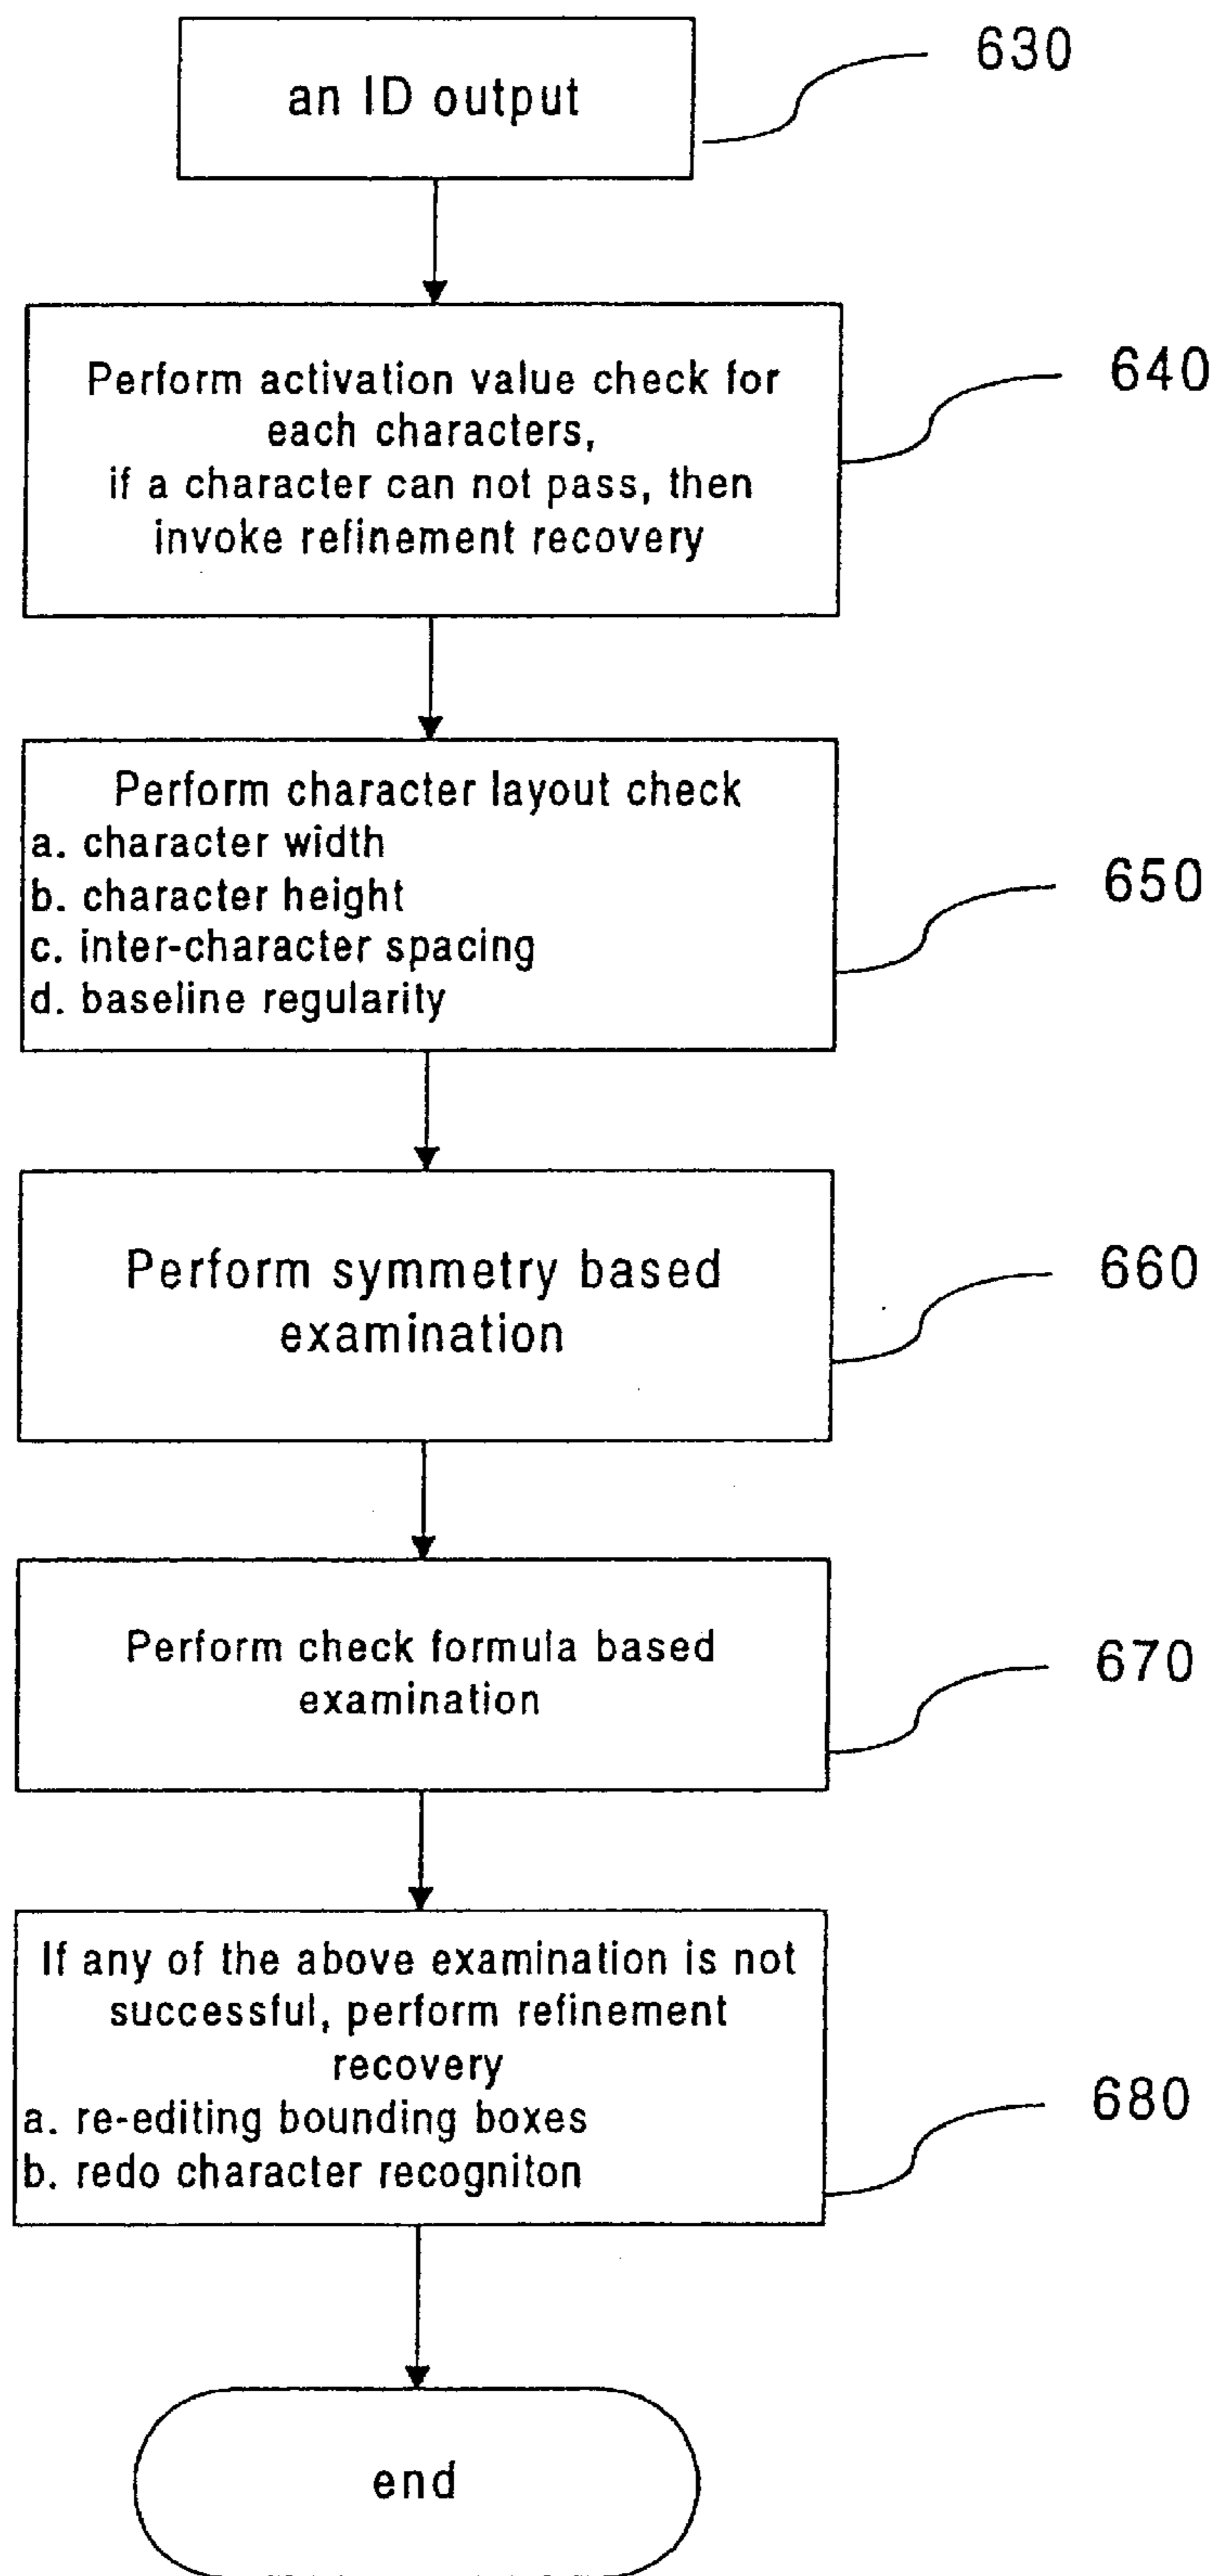 an ID output
630
Perform activation value check for
each characters,
if a character can not pass, then
invoke refinement recovery
640
Perform character layout check
a. character width
b. character height
c. inter-character spacing
d. baseline regularity
650
Perform symmetry based
examination
660
Perform check formula based
examination
670
If any of the above examination is not
successful, perform refinement
recovery
a. re-editing bounding boxes
b. redo character recogniton
680
end